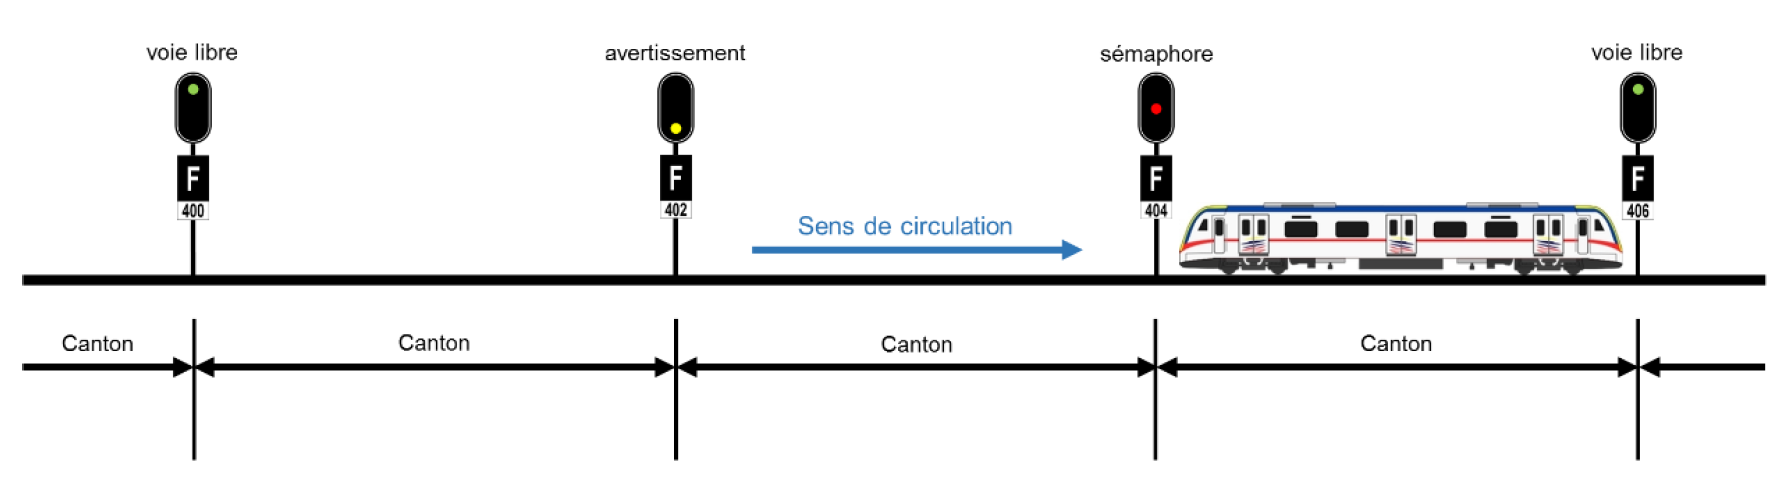 voie libre
avertissement
sémaphore
voie libre
F
400
F
402
F
404
F
406
Sens de circulation
Canton
Canton
Canton
Canton